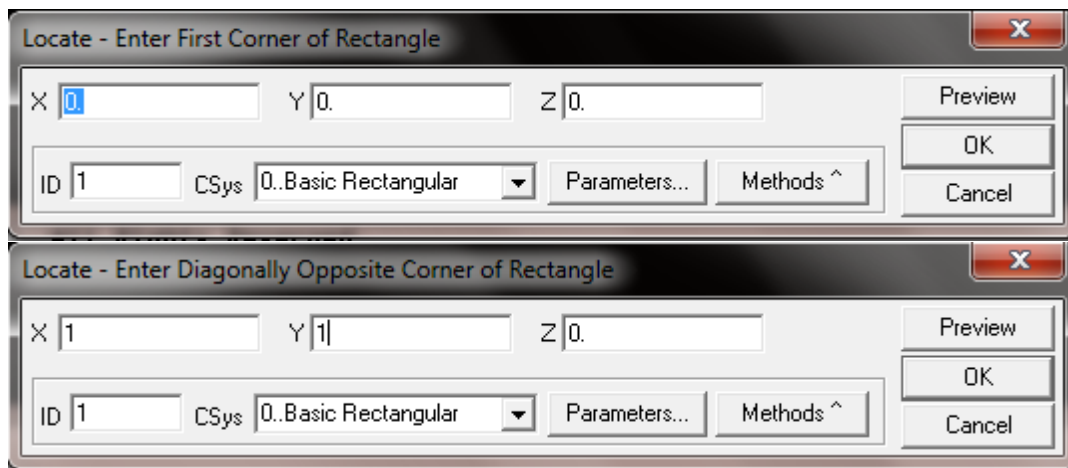 Locate - Enter First Corner of Rectangle
X 0. Y 0. Z 0. Preview
OK
ID 1 CSys 0..Basic Rectangular Parameters... Methods ^ Cancel
Locate - Enter Diagonally Opposite Corner of Rectangle
X 1 Y 1 Z 0. Preview
OK
ID 1 CSys 0..Basic Rectangular Parameters... Methods ^ Cancel